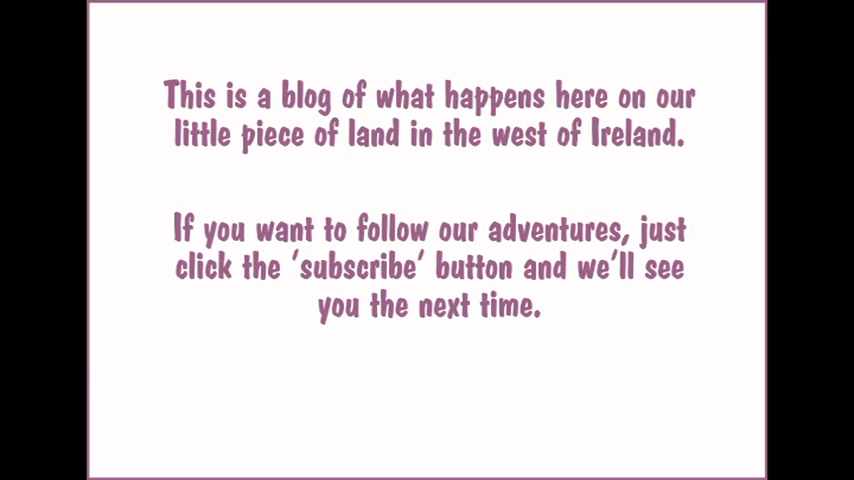 This is a blog of what happens here on our
little piece of land in the west of Ireland.
If you want to follow our adventures, just
click the ‘subscribe’ button and we’ll see
you the next time.